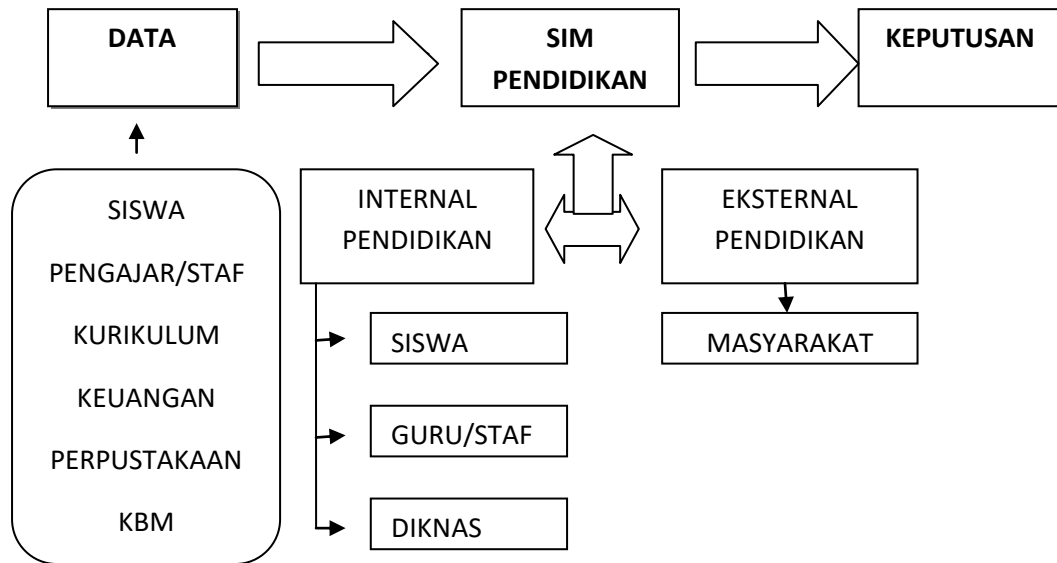 DATA
SIM
PENDIDIKAN
KEPUTUSAN
SISWA
PENGAJAR/STAF
KURIKULUM
KEUANGAN
PERPUSTAKAAN
KBM
INTERNAL
PENDIDIKAN
SISWA
GURU/STAF
DIKNAS
EKSTERNAL
PENDIDIKAN
MASYARAKAT